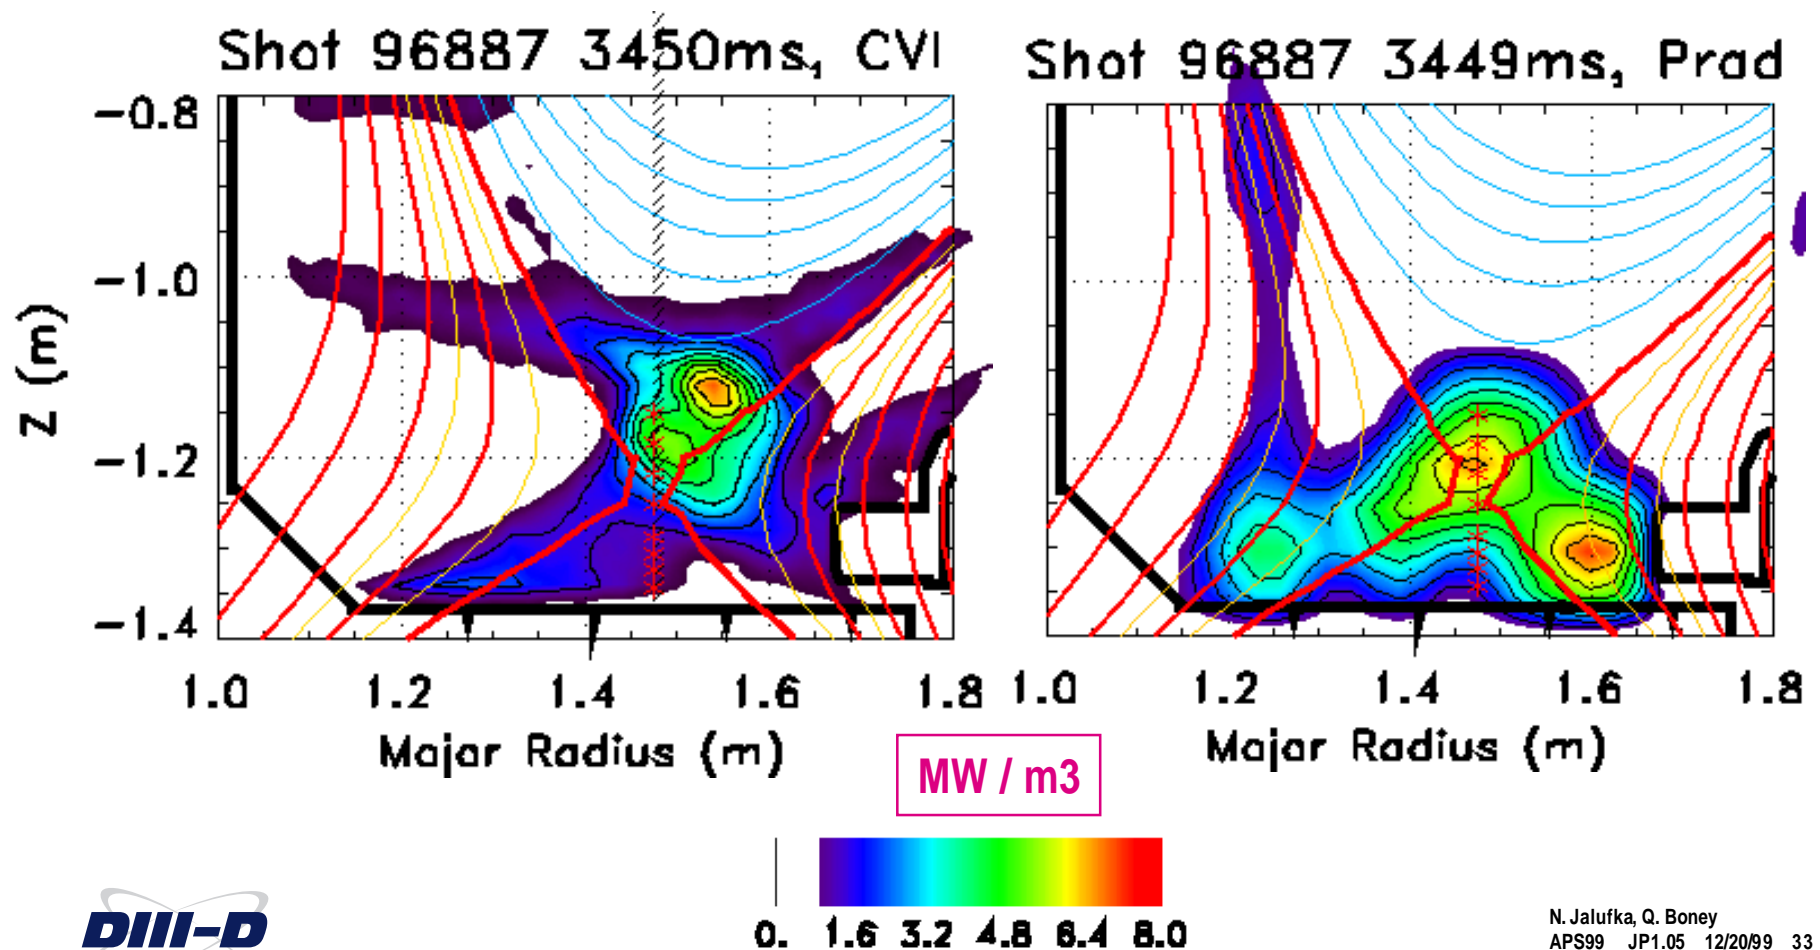 Shot 96887 3450ms, CVI
Shot 96887 3449ms, Prad
-0.8
-1.0
-1.2
-1.4
Z (m)
1.0 1.2 1.4 1.6 1.8
1.0 1.2 1.4 1.6 1.8
Major Radius (m)
Major Radius (m)
MW / m3
0. 1.6 3.2 4.8 6.4 8.0
DIII-D
N. Jalufka, Q. Boney
APS99 JP1.05 12/20/99 33